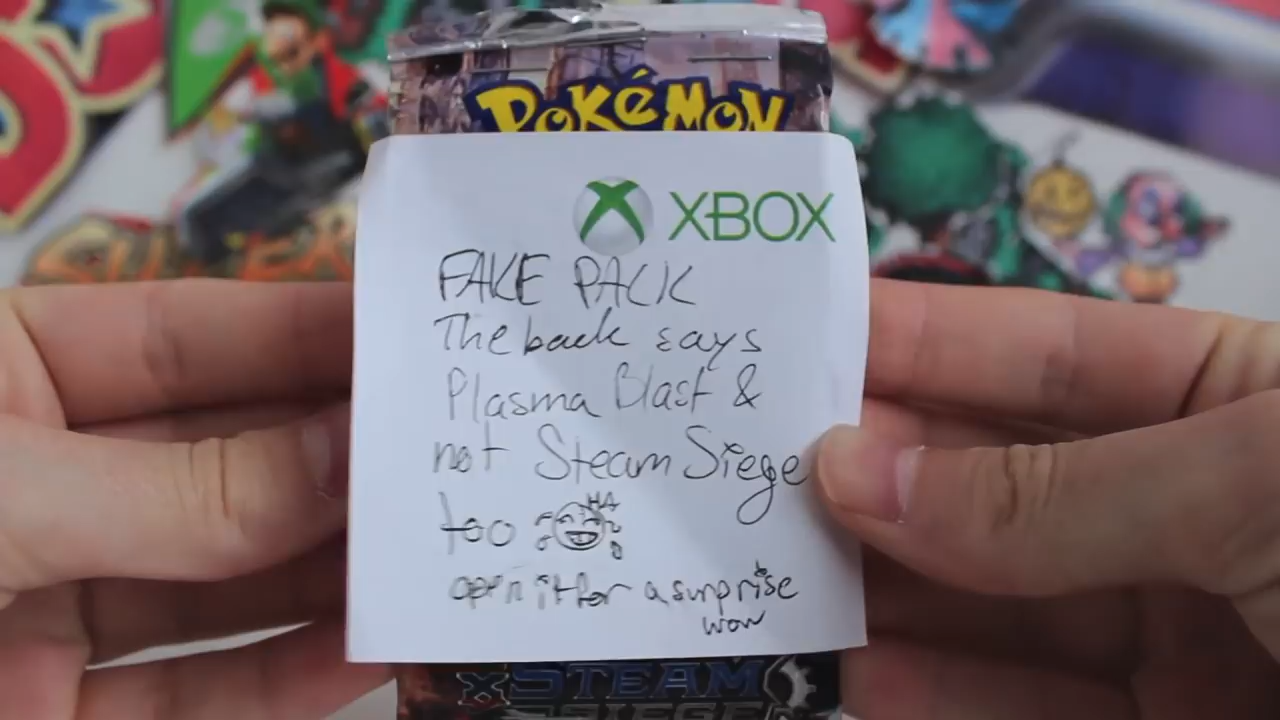 POKéMON
XBOX
FAKE PACK
The back says
Plasma Blast &
not Steam Siege
too
HA
open it for a surprise
wow
STEAM
SIEGE